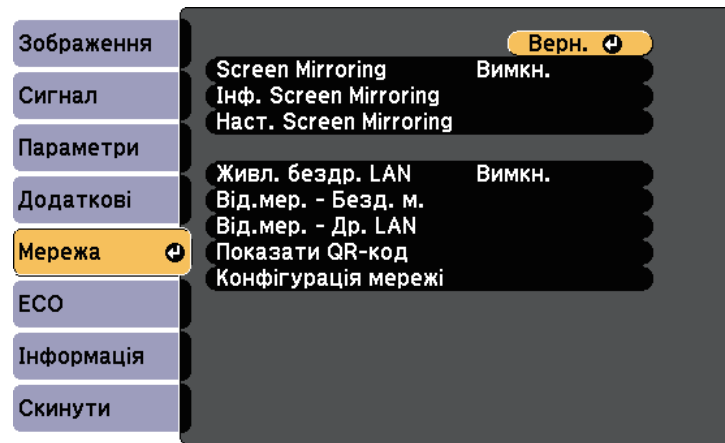 Зображення
Сигнал
Параметри
Додаткові
Мережа
ECO
Інформація
Скинути
Верн.
Screen Mirroring Вимкн.
Інф. Screen Mirroring
Наст. Screen Mirroring
Живл. бездр. LAN Вимкн.
Від.мер. - Безд. м.
Від.мер. - Др. LAN
Показати QR-код
Конфігурація мережі